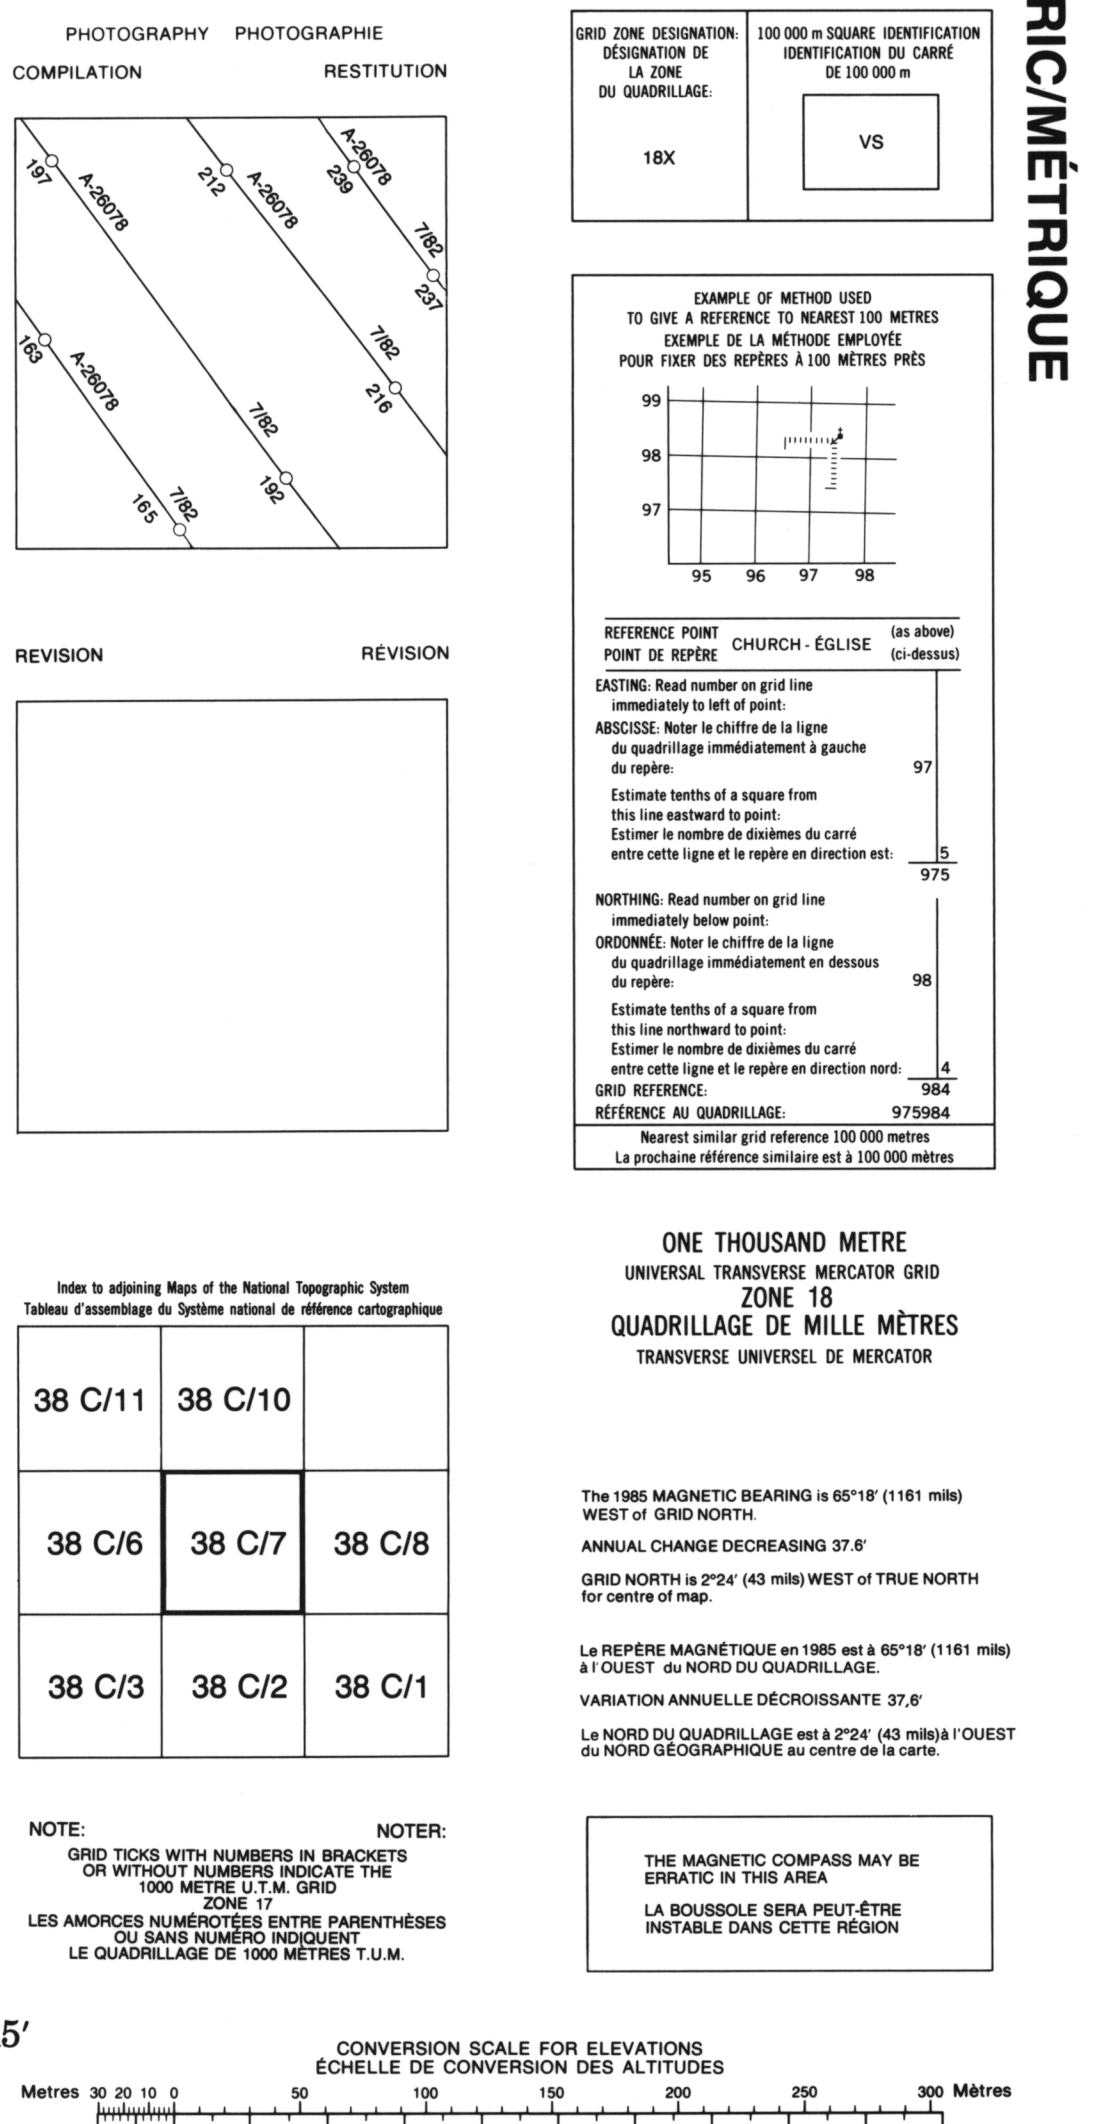 PHOTOGRAPHY PHOTOGRAPHIE
COMPILATION RESTITUTION
197
A-26078
7/82
192
212
A-26078
7/82
216
A-26078
239
7/82
237
163
A-26078
7/82
165
REVISION RÉVISION
Index to adjoining Maps of the National Topographic System
Tableau d'assemblage du Système national de référence cartographique
38 C/11 38 C/10
38 C/6 38 C/7 38 C/8
38 C/3 38 C/2 38 C/1
NOTE: NOTER:
GRID TICKS WITH NUMBERS IN BRACKETS
OR WITHOUT NUMBERS INDICATE THE
1000 METRE U.T.M. GRID
ZONE 17
LES AMORCES NUMÉROTÉES ENTRE PARENTHÈSES
OU SANS NUMÉRO INDIQUENT
LE QUADRILLAGE DE 1000 MÈTRES T.U.M.
GRID ZONE DESIGNATION:
DÉSIGNATION DE
LA ZONE
DU QUADRILLAGE:
18X
100 000 m SQUARE IDENTIFICATION
IDENTIFICATION DU CARRÉ
DE 100 000 m
VS
RIC/MÉTRIQUE
EXAMPLE OF METHOD USED
TO GIVE A REFERENCE TO NEAREST 100 METRES
EXEMPLE DE LA MÉTHODE EMPLOYÉE
POUR FIXER DES REPÈRES À 100 MÈTRES PRÈS
99
98
97
95 96 97 98
REFERENCE POINT
POINT DE REPÈRE
CHURCH - ÉGLISE
(as above)
(ci-dessus)
EASTING: Read number on grid line
immediately to left of point:
ABSCISSE: Noter le chiffre de la ligne
du quadrillage immédiatement à gauche
du repère: 97
Estimate tenths of a square from
this line eastward to point:
Estimer le nombre de dixièmes du carré
entre cette ligne et le repère en direction est: 5
975
NORTHING: Read number on grid line
immediately below point:
ORDONNÉE: Noter le chiffre de la ligne
du quadrillage immédiatement en dessous
du repère: 98
Estimate tenths of a square from
this line northward to point:
Estimer le nombre de dixièmes du carré
entre cette ligne et le repère en direction nord: 4
GRID REFERENCE: 984
RÉFÉRENCE AU QUADRILLAGE: 975984
Nearest similar grid reference 100 000 metres
La prochaine référence similaire est à 100 000 mètres
ONE THOUSAND METRE
UNIVERSAL TRANSVERSE MERCATOR GRID
ZONE 18
QUADRILLAGE DE MILLE MÈTRES
TRANSVERSE UNIVERSEL DE MERCATOR
The 1985 MAGNETIC BEARING is 65°18′ (1161 mils)
WEST of GRID NORTH.
ANNUAL CHANGE DECREASING 37.6′
GRID NORTH is 2°24′ (43 mils) WEST of TRUE NORTH
for centre of map.
Le REPÈRE MAGNÉTIQUE en 1985 est à 65°18′ (1161 mils)
à l'OUEST du NORD DU QUADRILLAGE.
VARIATION ANNUELLE DÉCROISSANTE 37,6′
Le NORD DU QUADRILLAGE est à 2°24′ (43 mils)à l'OUEST
du NORD GÉOGRAPHIQUE au centre de la carte.
THE MAGNETIC COMPASS MAY BE
ERRATIC IN THIS AREA
LA BOUSSOLE SERA PEUT-ÊTRE
INSTABLE DANS CETTE RÉGION
5′
CONVERSION SCALE FOR ELEVATIONS
ÉCHELLE DE CONVERSION DES ALTITUDES
Metres 30 20 10 0 50 100 150 200 250 300 Mètres